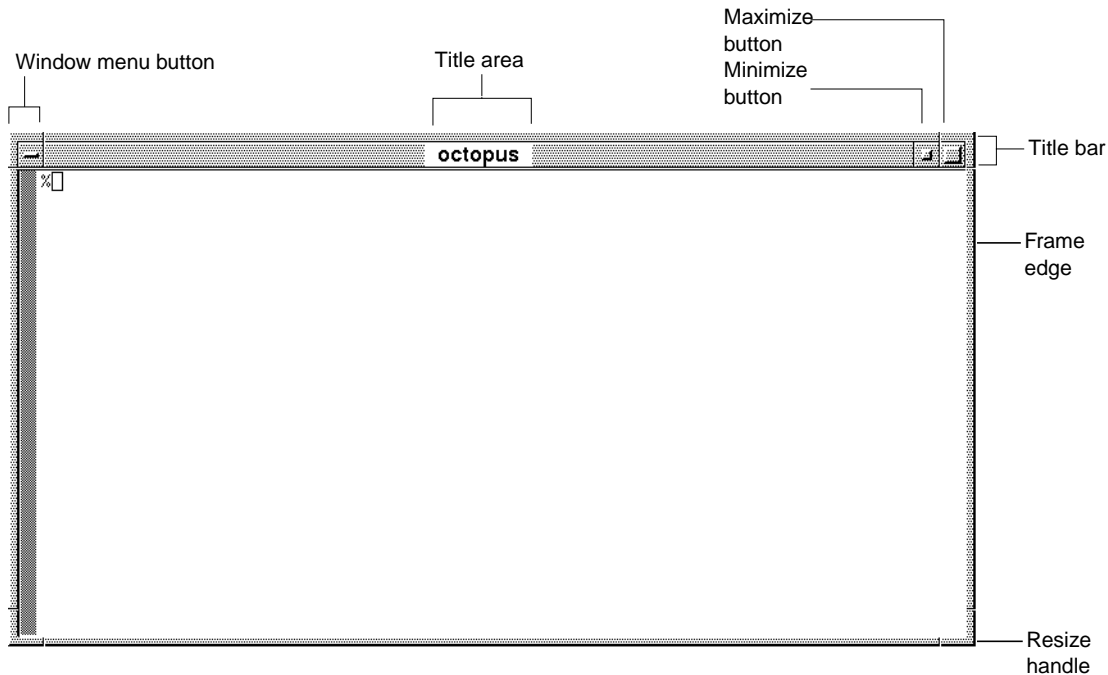 Maximize
button
Window menu button
Title area
Minimize
button
octopus
Title bar
%
Frame
edge
Resize
handle